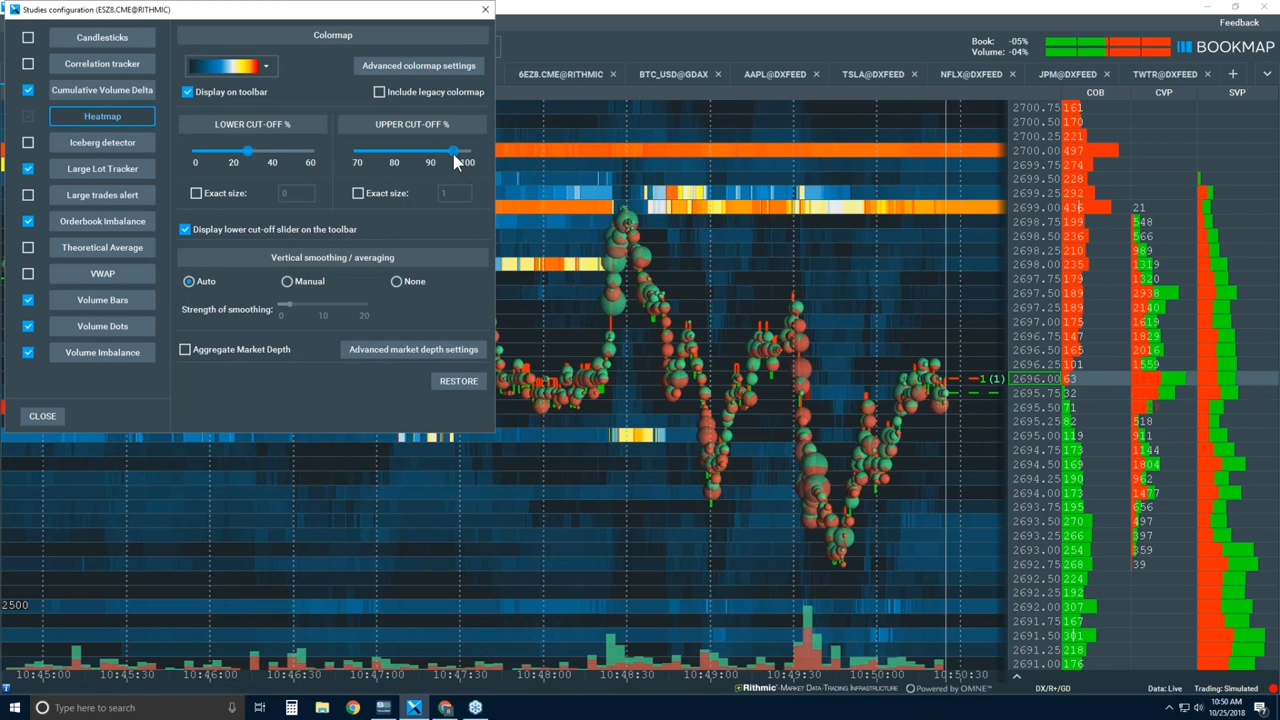 Studies configuration (ESZ8.CME@RITHMIC)
Candlesticks
Correlation tracker
Cumulative Volume Delta
Heatmap
Iceberg detector
Large Lot Tracker
Large trades alert
Orderbook Imbalance
Theoretical Average
VWAP
Volume Bars
Volume Dots
Volume Imbalance
CLOSE
Colormap
Advanced colormap settings
Display on toolbar
Include legacy colormap
LOWER CUT-OFF %
UPPER CUT-OFF %
0 20 40 60
70 80 90 100
Exact size: 0
Exact size: 1
Display lower cut-off slider on the toolbar
Vertical smoothing / averaging
Auto Manual None
Strength of smoothing:
0 10 20
Aggregate Market Depth
Advanced market depth settings
RESTORE
Feedback
Book: -05%
Volume: -04%
BOOKMAP
6EZ8.CME@RITHMIC BTC_USD@GDAX AAPL@DXFEED TSLA@DXFEED NFLX@DXFEED JPM@DXFEED TWTR@DXFEED
COB CVP SVP
2700.75 161
2700.50 170
2700.25 221
2700.00 497
2699.75 274
2699.50 228
2699.25 292
2699.00 436 21
2698.75 199 548
2698.50 236 566
2698.25 210 989
2698.00 235 1319
2697.75 179 1320
2697.50 189 2938
2697.25 189 2140
2697.00 175 1619
2696.75 147 1829
2696.50 165 2016
2696.25 101 1359
1 (1)
2696.00 63
2695.75 32
2695.50 71
2695.25 82 518
2695.00 119 911
2694.75 173 1144
2694.50 169 1804
2694.25 190 962
2694.00 173 1477
2693.75 195 656
2693.50 270 497
2693.25 266 397
2693.00 254 359
2692.75 268 39
2692.50 224
2692.25 192
2692.00 307
2691.75 167
2691.50 301
2691.25 218
2691.00 176
2500
10:45:00 10:45:30 10:46:00 10:46:30 10:47:00 10:47:30 10:48:00 10:48:30 10:49:00 10:49:30 10:50:00 10:50:30
Rithmic - MARKET DATA-TRADING INFRASTRUCTURE
Powered by OMNE™
DX/R+/GD
Data: Live
Trading: Simulated
Type here to search
10:50 AM
10/25/2018